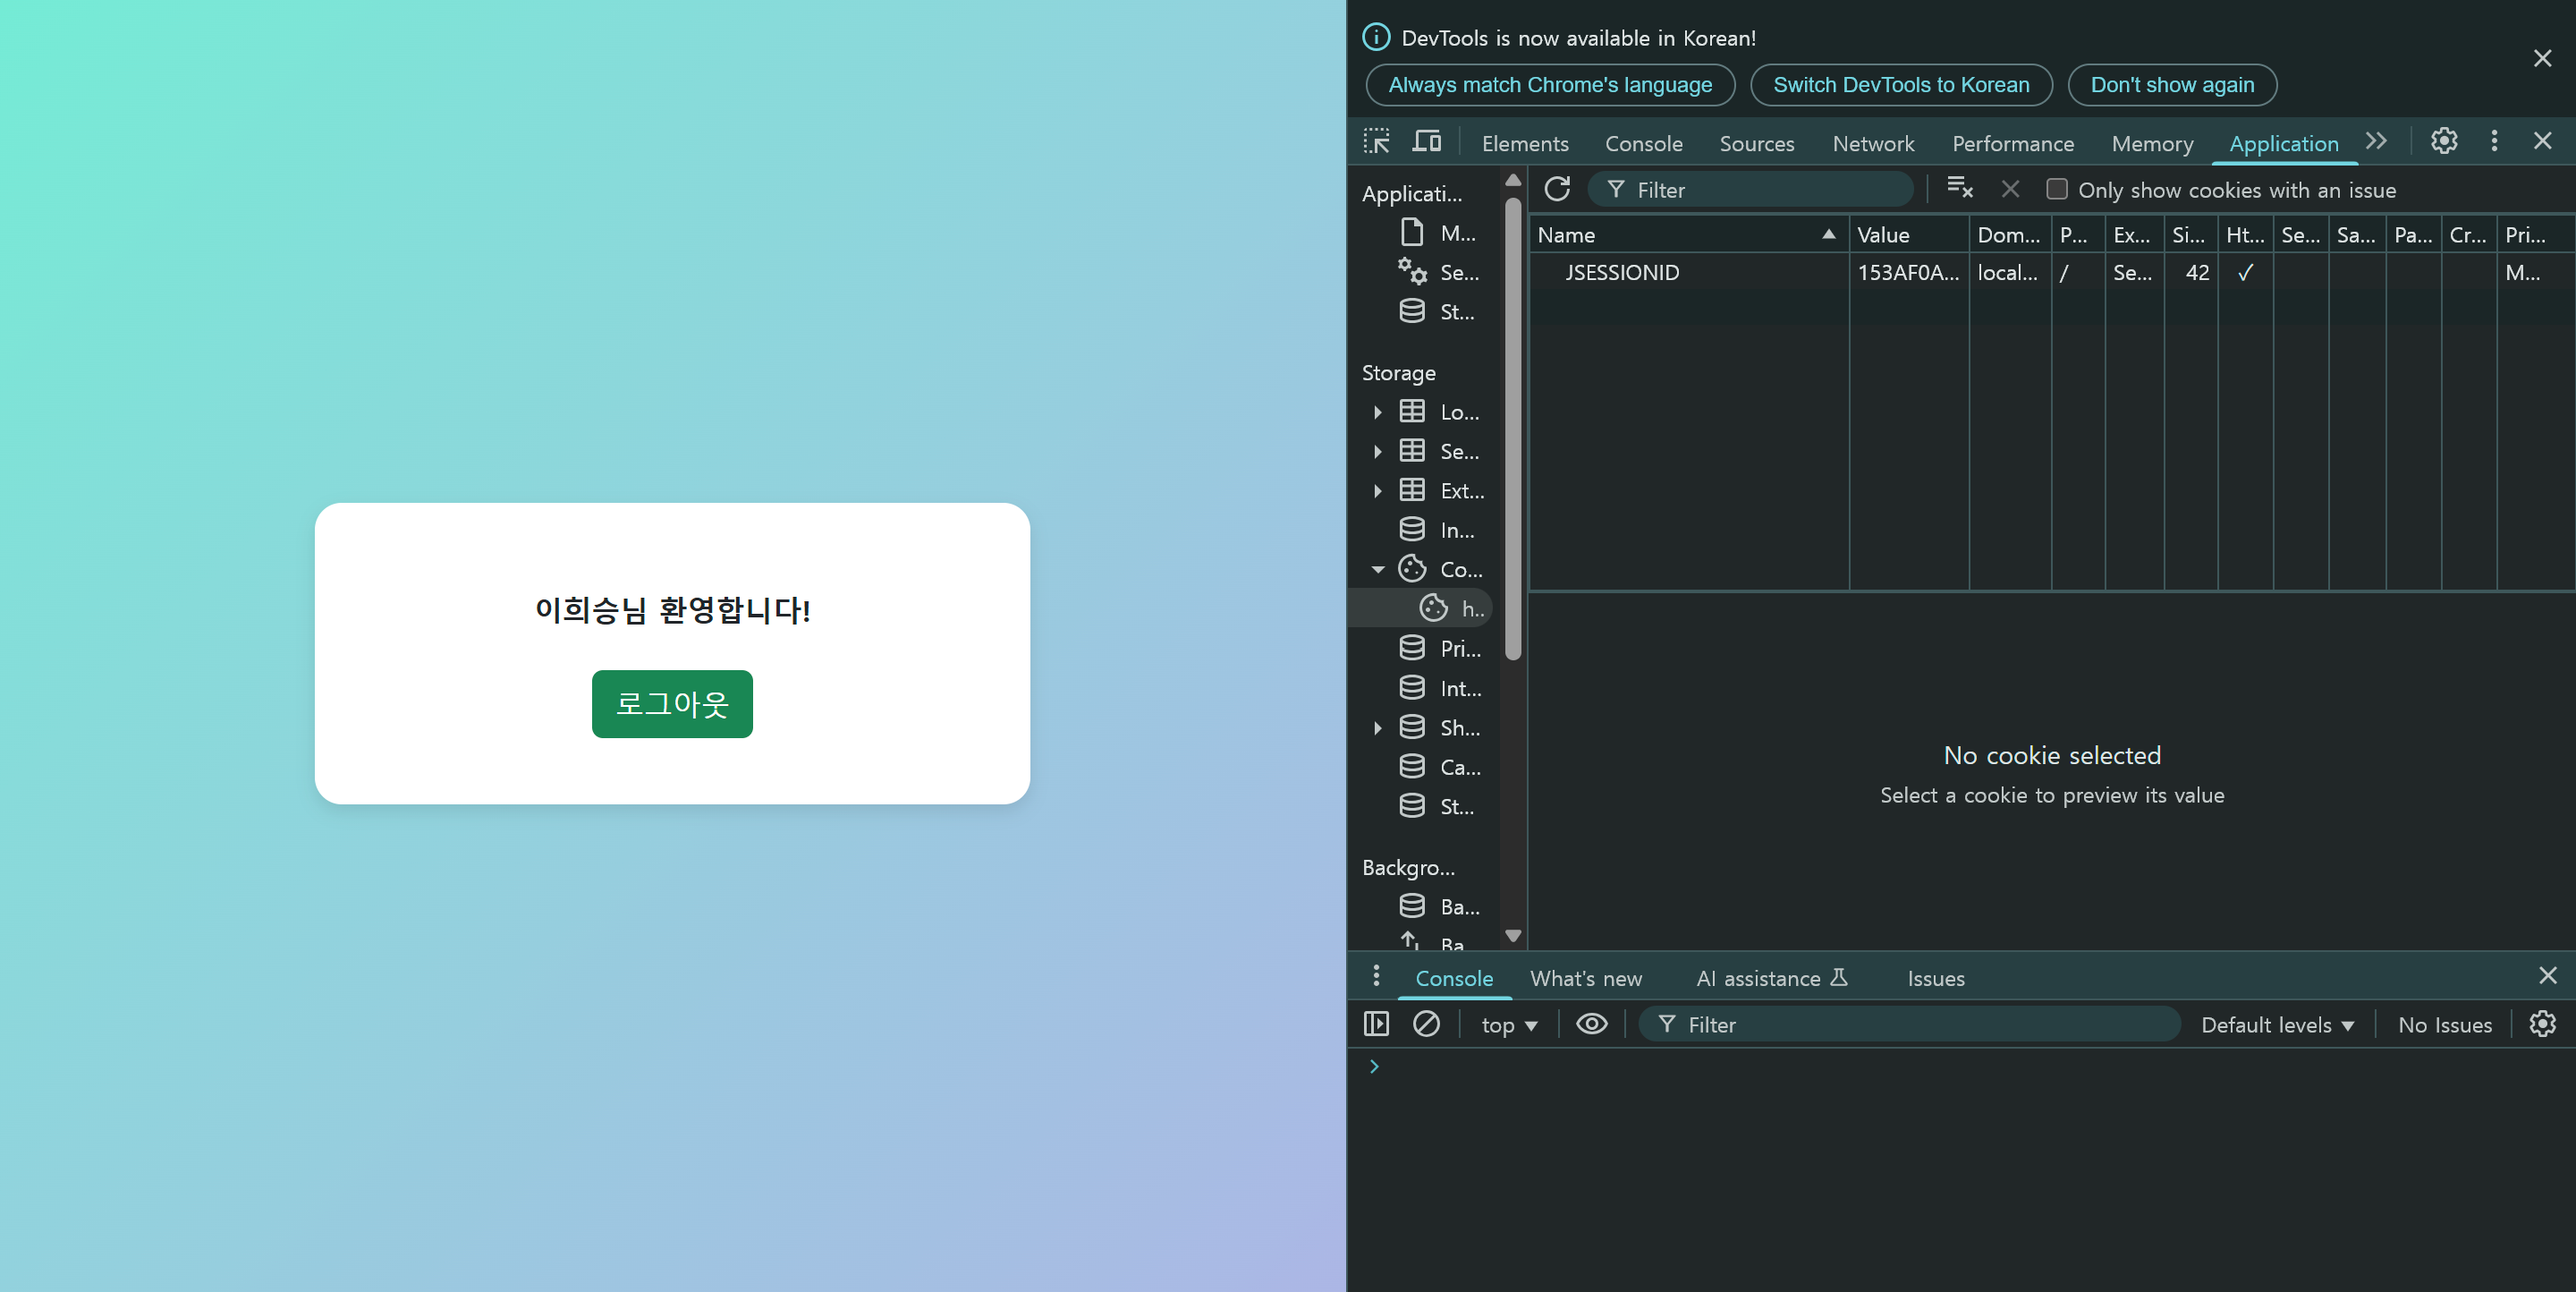 이희승님 환영합니다!
로그아웃
DevTools is now available in Korean!
Always match Chrome's language Switch DevTools to Korean Don't show again
Elements Console Sources Network Performance Memory Application
Applicati...
M...
Se...
St...
Storage
Lo...
Se...
Ext...
In...
Co...
h..
Pri...
Int...
Sh...
Ca...
St...
Backgro...
Ba...
Ba
Filter Only show cookies with an issue
Name Value Dom... P... Ex... Si... Ht... Se... Sa... Pa... Cr... Pri...
JSESSIONID 153AF0A... local... / Se... 42 ✓ M...
No cookie selected
Select a cookie to preview its value
Console What's new AI assistance Issues
top Filter Default levels No Issues